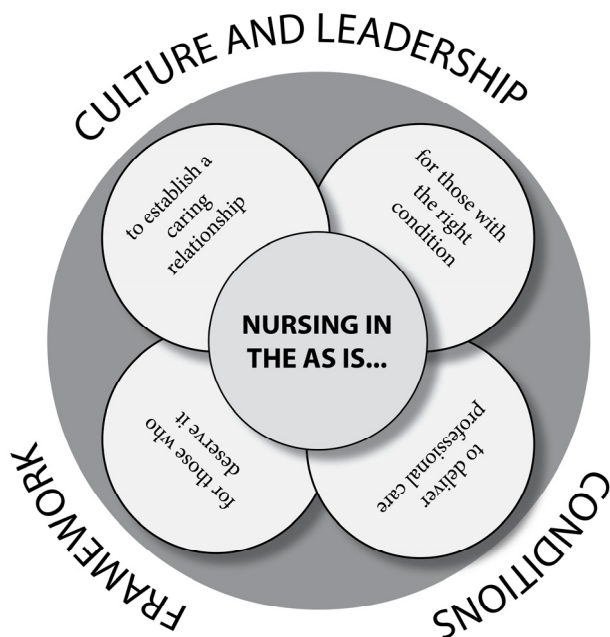 CULTURE AND LEADERSHIP
to establish a
caring
relationship
for those with
the right
condition
NURSING IN
THE AS IS...
for those who
deserve it
to deliver
professional care
FRAMEWORK
CONDITIONS